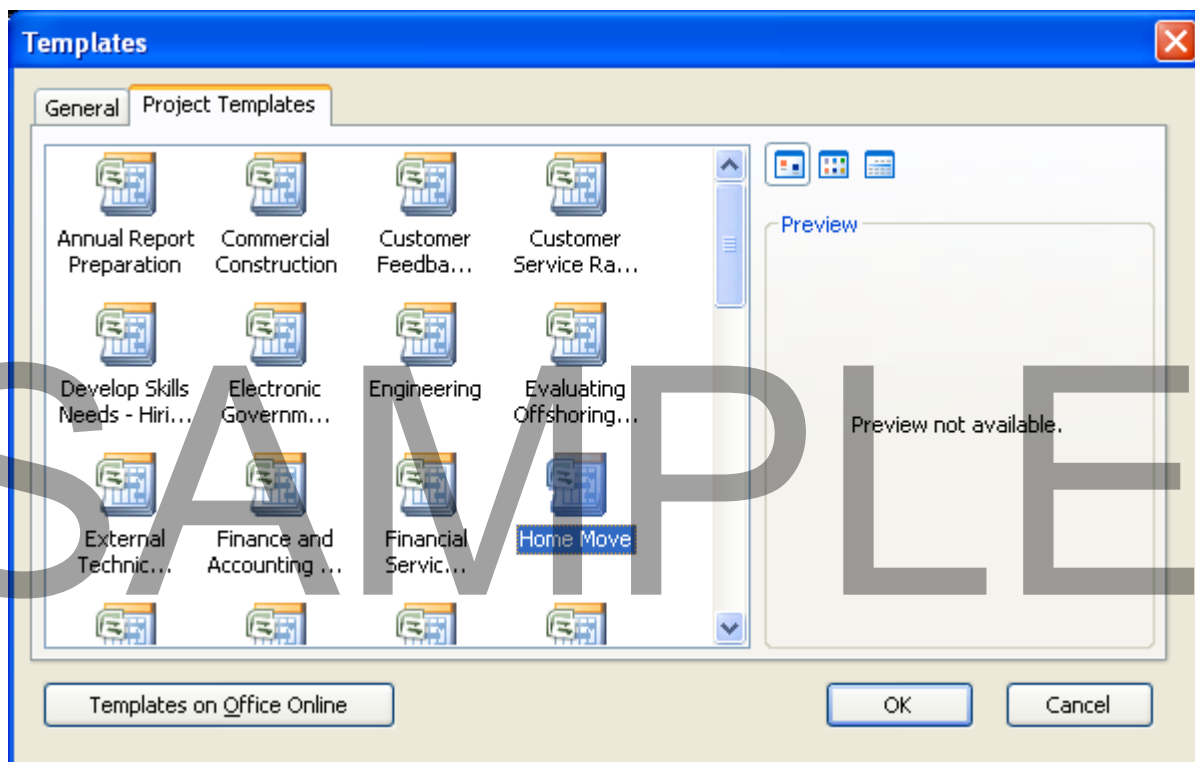 Templates
General
Project Templates
Annual Report
Preparation
Commercial
Construction
Customer
Feedba...
Customer
Service Ra...
Develop Skills
Needs - Hiri...
Electronic
Governm...
Engineering
Evaluating
Offshoring...
External
Technic...
Finance and
Accounting ...
Financial
Servic...
Home Move
Preview
Preview not available.
SAMPLE
Templates on Office Online
OK
Cancel